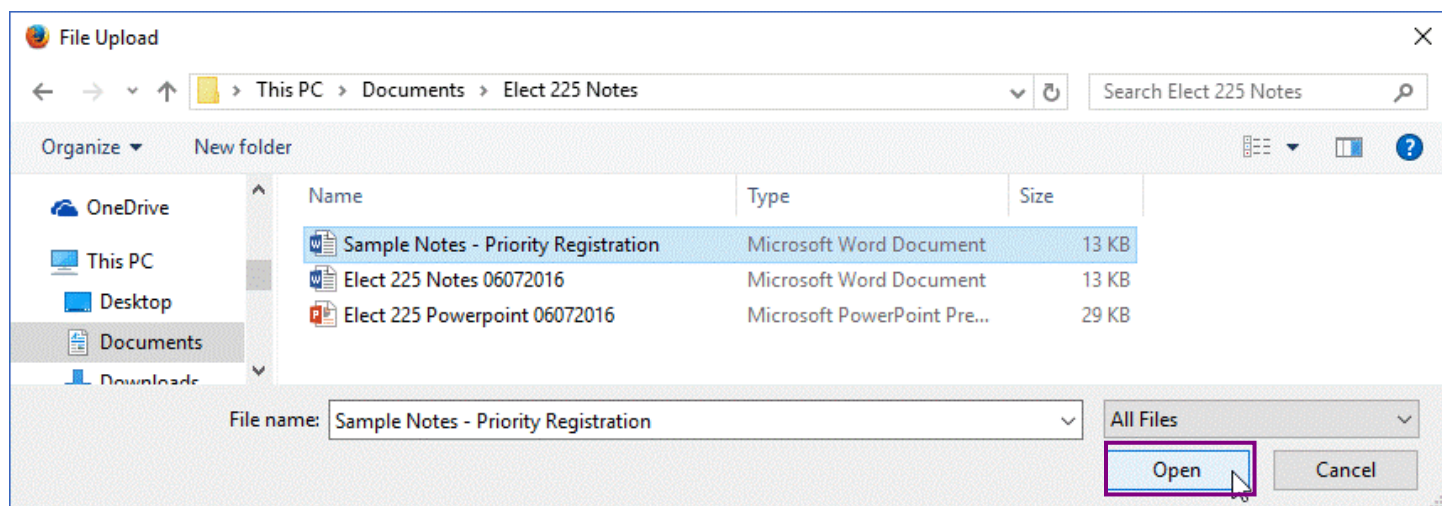 File Upload
This PC > Documents > Elect 225 Notes
Search Elect 225 Notes
Organize
New folder
Name Type Size
OneDrive
This PC
Desktop
Documents
Downloads
Sample Notes - Priority Registration Microsoft Word Document 13 KB
Elect 225 Notes 06072016 Microsoft Word Document 13 KB
Elect 225 Powerpoint 06072016 Microsoft PowerPoint Pre... 29 KB
File name: Sample Notes - Priority Registration
All Files
Open
Cancel